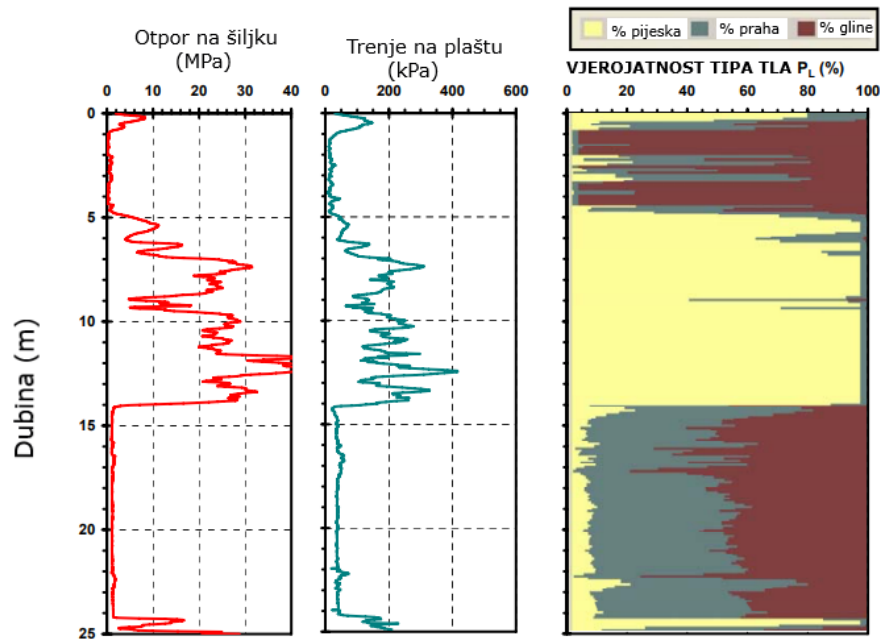 % pijeska % praha % gline
Otpor na šiljku
(MPa)
Trenje na plaštu
(kPa)
VJEROJATNOST TIPA TLA P_L (%)
0 10 20 30 40
0 200 400 600
0 20 40 60 80 100
0
5
10
15
20
25
Dubina (m)